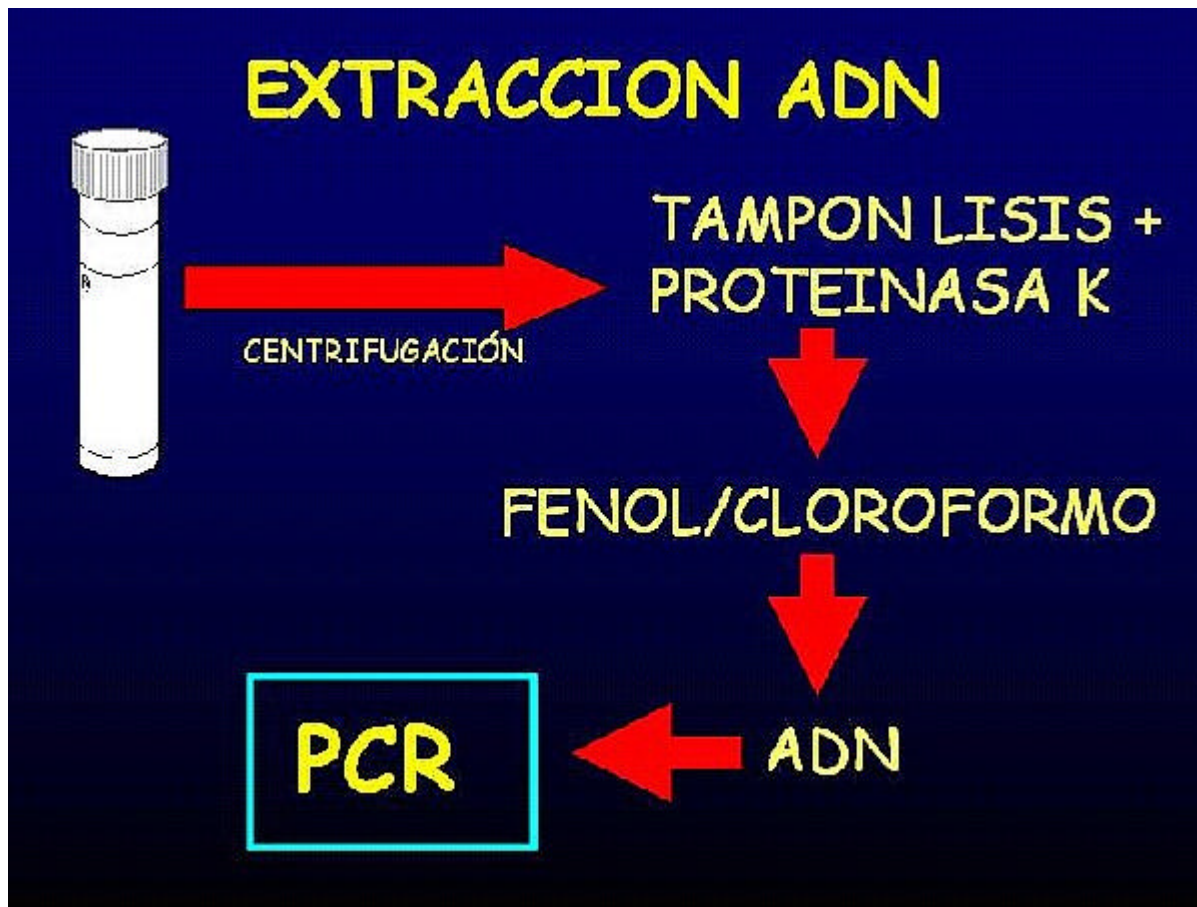 EXTRACCION ADN
TAMPON LISIS +
PROTEINASA K
CENTRIFUGACIÓN
FENOL/CLOROFORMO
ADN
PCR